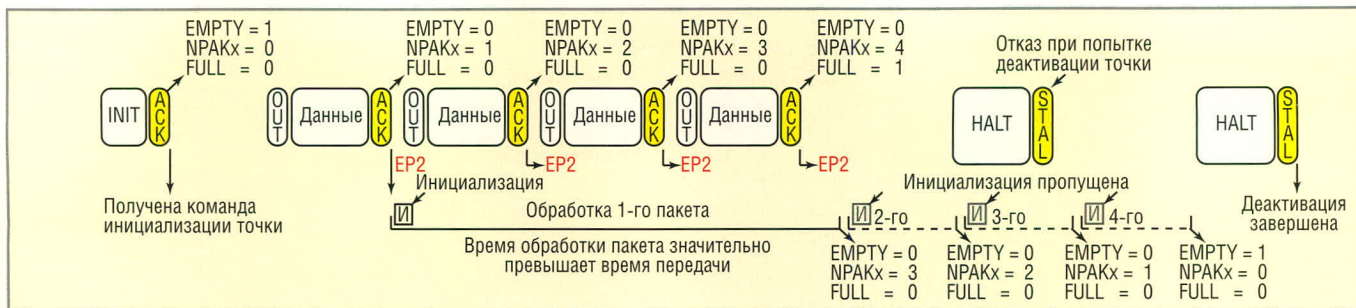 EMPTY = 1
NPAKx = 0
FULL = 0
EMPTY = 0
NPAKx = 1
FULL = 0
EMPTY = 0
NPAKx = 2
FULL = 0
EMPTY = 0
NPAKx = 3
FULL = 0
EMPTY = 0
NPAKx = 4
FULL = 1
Отказ при попытке
деактивации точки
INIT
ACK
OUT
Данные
ACK
OUT
Данные
ACK
OUT
Данные
ACK
OUT
Данные
ACK
HALT
STAL
HALT
STAL
EP2
EP2
EP2
EP2
Получена команда
инициализации точки
Инициализация
И
Обработка 1-го пакета
Время обработки пакета значительно
превышает время передачи
Инициализация пропущена
И 2-го
И 3-го
И 4-го
Деактивация
завершена
EMPTY = 0
NPAKx = 3
FULL = 0
EMPTY = 0
NPAKx = 2
FULL = 0
EMPTY = 0
NPAKx = 1
FULL = 0
EMPTY = 1
NPAKx = 0
FULL = 0